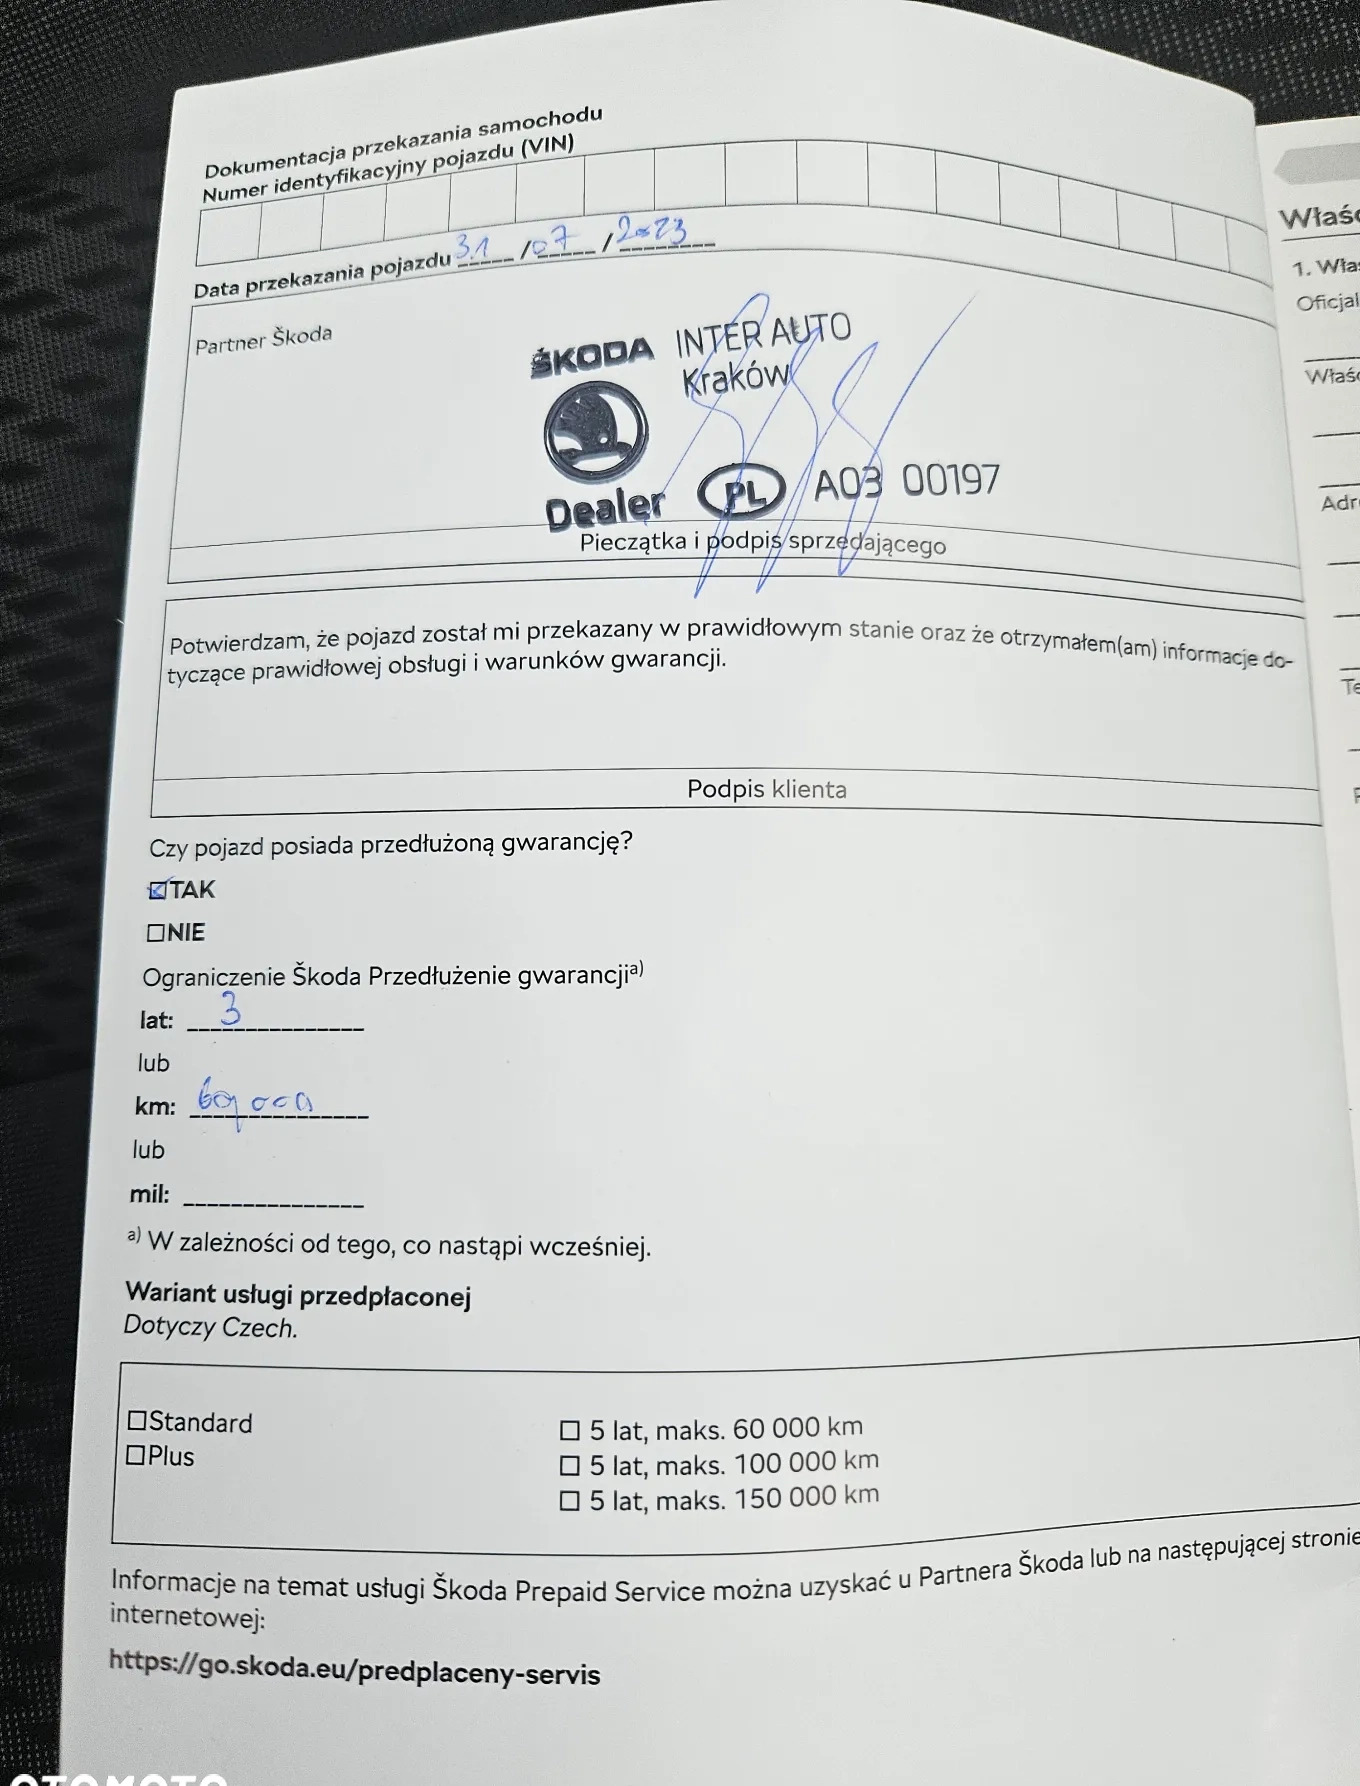 Dokumentacja przekazania samochodu
Numer identyfikacyjny pojazdu (VIN)
Data przekazania pojazdu 31/07/2023
Partner Škoda
ŠKODA INTER AUTO
Kraków
Dealer PL A03 00197
Pieczątka i podpis sprzedającego
Potwierdzam, że pojazd został mi przekazany w prawidłowym stanie oraz że otrzymałem(am) informacje do-
tyczące prawidłowej obsługi i warunków gwarancji.
Podpis klienta
Czy pojazd posiada przedłużoną gwarancję?
TAK
NIE
Ograniczenie Škoda Przedłużenie gwarancji a)
lat: 3
lub
km: 60,000
lub
mil:
a) W zależności od tego, co nastąpi wcześniej.
Wariant usługi przedpłaconej
Dotyczy Czech.
Standard
Plus
5 lat, maks. 60 000 km
5 lat, maks. 100 000 km
5 lat, maks. 150 000 km
Informacje na temat usługi Škoda Prepaid Service można uzyskać u Partnera Škoda lub na następującej stronie
internetowej:
https://go.skoda.eu/predplaceny-servis
1.
OTOMOTO